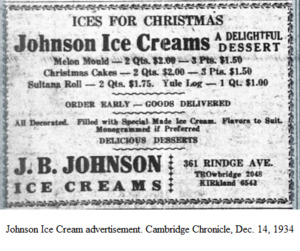 ICES FOR CHRISTMAS
Johnson Ice Creams A DELIGHTFUL DESSERT
Melon Mould — 2 Qts. $2.00 — 3 Pts. $1.50
Christmas Cakes — 2 Qts. $2.00 — 3 Pts. $1.50
Sultana Roll — 2 Qts. $1.75. Yule Log — 1 Qt. $1.00
ORDER EARLY — GOODS DELIVERED
All Decorated. Filled with Special Made Ice Cream. Flavors to Suit.
Monogrammed if Preferred
DELICIOUS DESSERTS
J. B. JOHNSON
ICE CREAMS
361 RINDGE AVE.
TROwbridge 2048
KIRkland 6543
Johnson Ice Cream advertisement. Cambridge Chronicle, Dec. 14, 1934